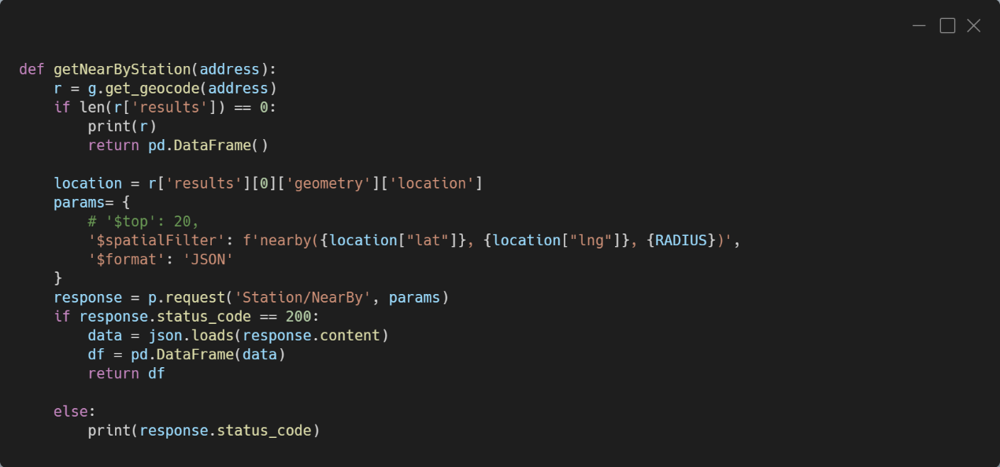 def getNearByStation(address):
    r = g.get_geocode(address)
    if len(r['results']) == 0:
        print(r)
        return pd.DataFrame()

    location = r['results'][0]['geometry']['location']
    params= {
        # '$top': 20,
        '$spatialFilter': f'nearby({location["lat"]}, {location["lng"]}, {RADIUS})',
        '$format': 'JSON'
    }
    response = p.request('Station/NearBy', params)
    if response.status_code == 200:
        data = json.loads(response.content)
        df = pd.DataFrame(data)
        return df

    else:
        print(response.status_code)